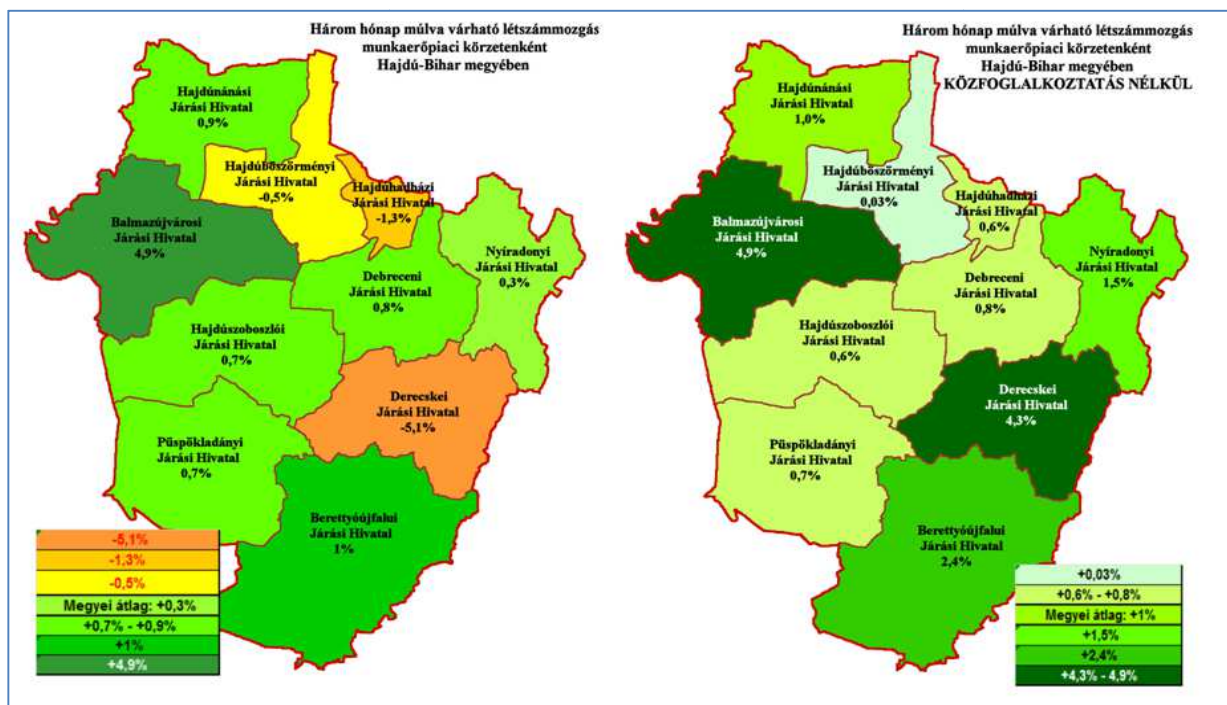 Három hónap múlva várható létszámmozgás
munkaerőpiaci körzetenként
Hajdú-Bihar megyében
Hajdúnánási
Járási Hivatal
0,9%
Hajdúböszörményi
Járási Hivatal
-0,5%
Hajdúhadházi
Járási Hivatal
-1,3%
Balmazújvárosi
Járási Hivatal
4,9%
Nyíradonyi
Járási Hivatal
0,3%
Debreceni
Járási Hivatal
0,8%
Hajdúszoboszlói
Járási Hivatal
0,7%
Derecskei
Járási Hivatal
-5,1%
Püspökladányi
Járási Hivatal
0,7%
Berettyóújfalui
Járási Hivatal
1%
-5,1%
-1,3%
-0,5%
Megyei átlag: +0,3%
+0,7% - +0,9%
+1%
+4,9%
Három hónap múlva várható létszámmozgás
munkaerőpiaci körzetenként
Hajdú-Bihar megyében
KÖZFOGLALKOZTATÁS NÉLKÜL
Hajdúnánási
Járási Hivatal
1,0%
Hajdúböszörményi
Járási Hivatal
0,03%
Hajdúhadházi
Járási Hivatal
0,6%
Balmazújvárosi
Járási Hivatal
4,9%
Nyíradonyi
Járási Hivatal
1,5%
Debreceni
Járási Hivatal
0,8%
Hajdúszoboszlói
Járási Hivatal
0,6%
Derecskei
Járási Hivatal
4,3%
Püspökladányi
Járási Hivatal
0,7%
Berettyóújfalui
Járási Hivatal
2,4%
+0,03%
+0,6% - +0,8%
Megyei átlag: +1%
+1,5%
+2,4%
+4,3% - 4,9%